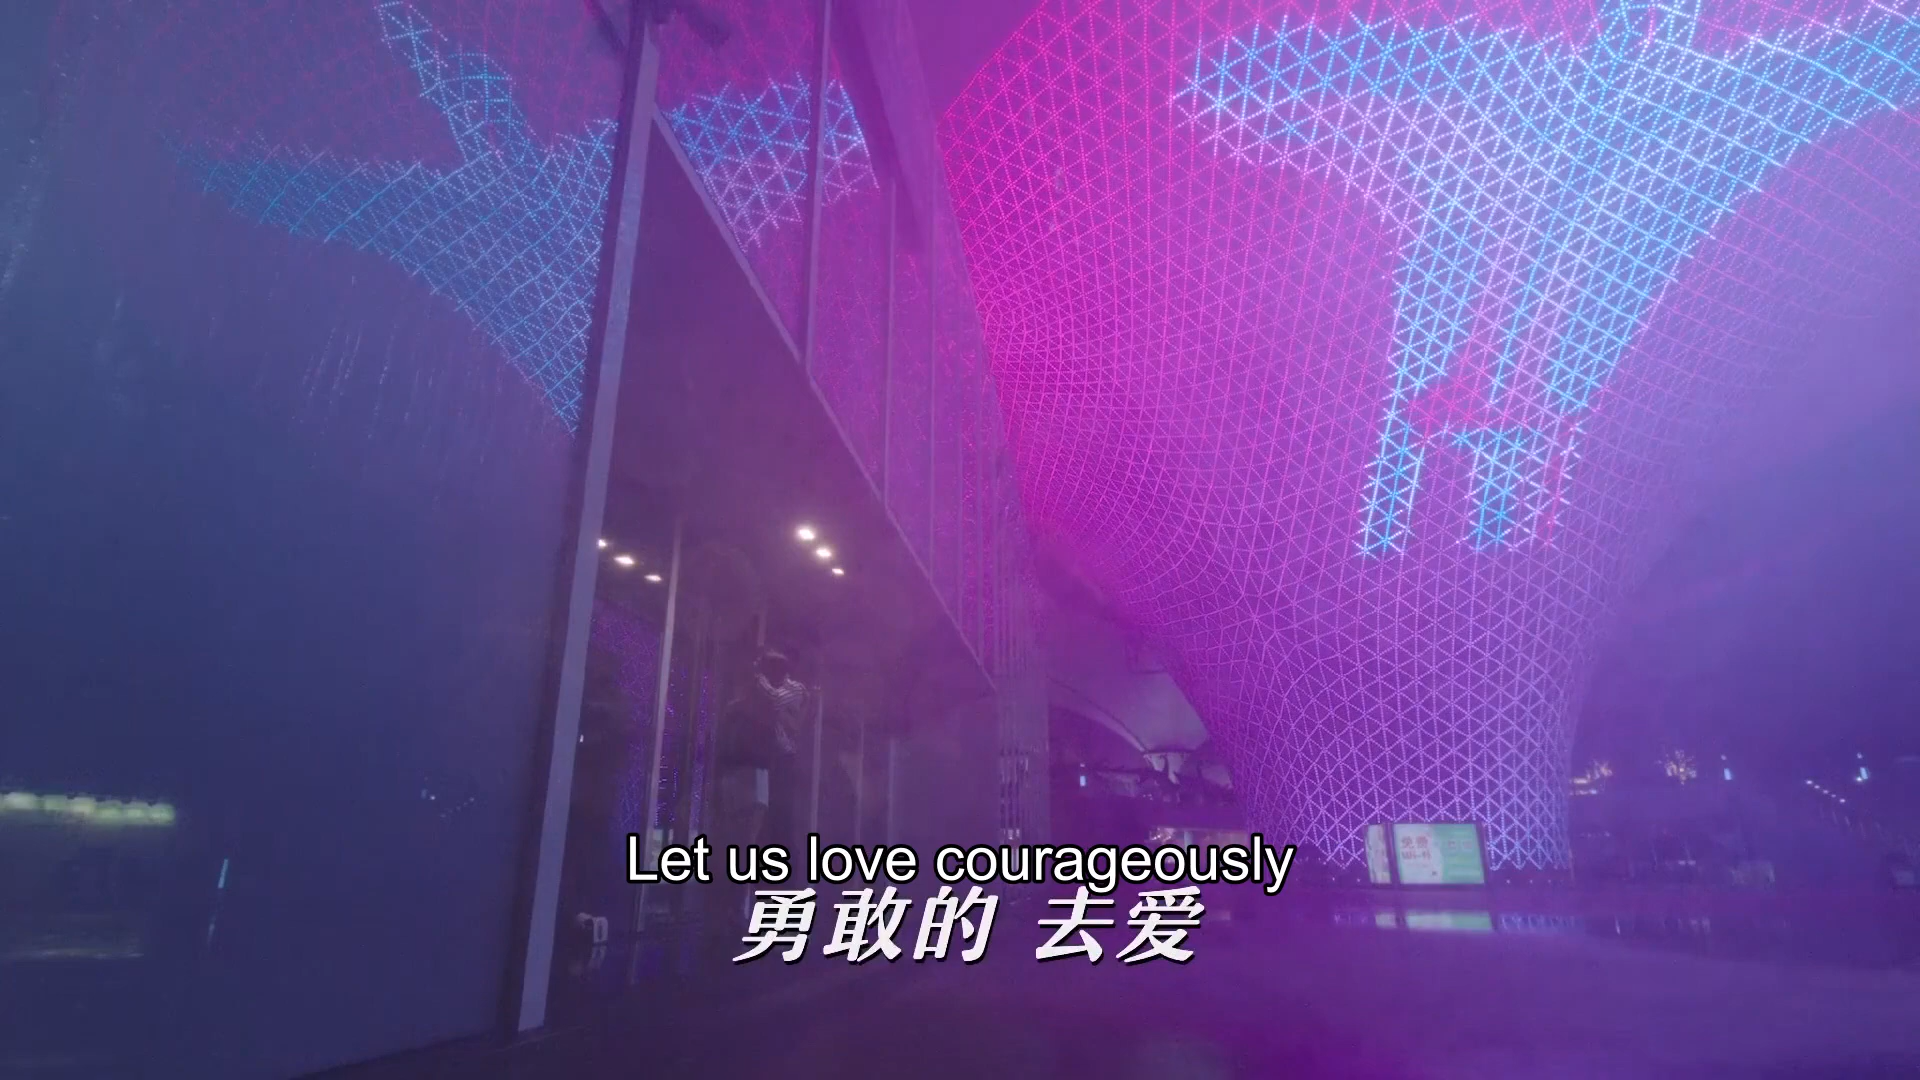 Let us love courageously
勇敢的 去爱